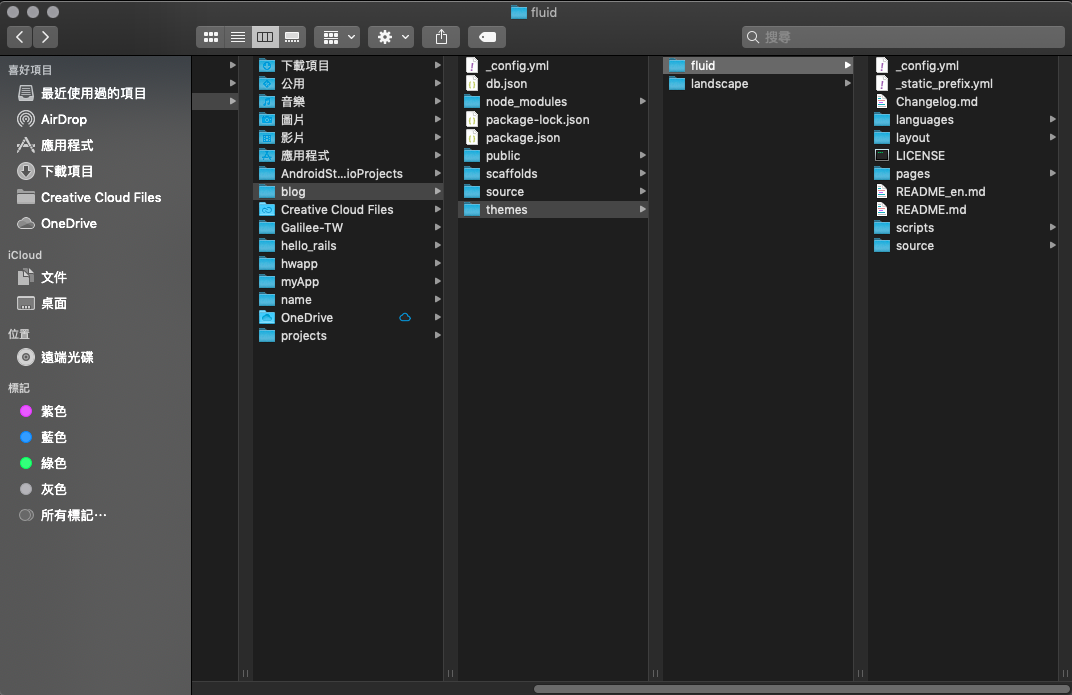 fluid
搜尋
喜好項目
最近使用過的項目
AirDrop
應用程式
下載項目
Creative Cloud Files
OneDrive
iCloud
文件
桌面
位置
遠端光碟
標記
紫色
藍色
綠色
灰色
所有標記⋯
下載項目
公用
音樂
圖片
影片
應用程式
AndroidSt...ioProjects
blog
Creative Cloud Files
Galilee-TW
hello_rails
hwapp
myApp
name
OneDrive
projects
_config.yml
db.json
node_modules
package-lock.json
package.json
public
scaffolds
source
themes
fluid
landscape
_config.yml
_static_prefix.yml
Changelog.md
languages
layout
LICENSE
pages
README_en.md
README.md
scripts
source